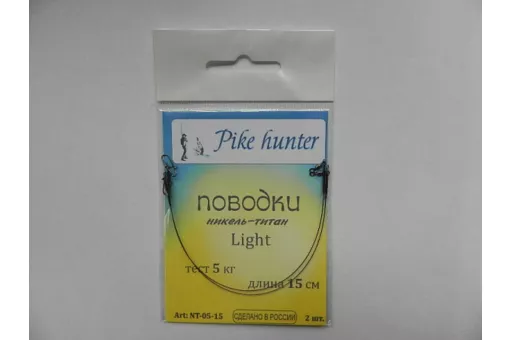 Pike hunter
поводки
никель-титан
Light
тест 5 кг
длина 15 см
Art: NT-05-15 СДЕЛАНО В РОССИИ 2 шт.